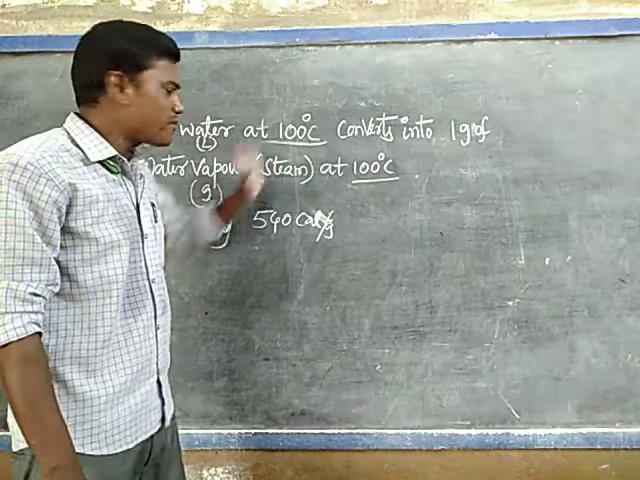 water at 100°C converts into 1g of
(L)
Water Vapour (Steam) at 100°C
(g)
540 Cal/g